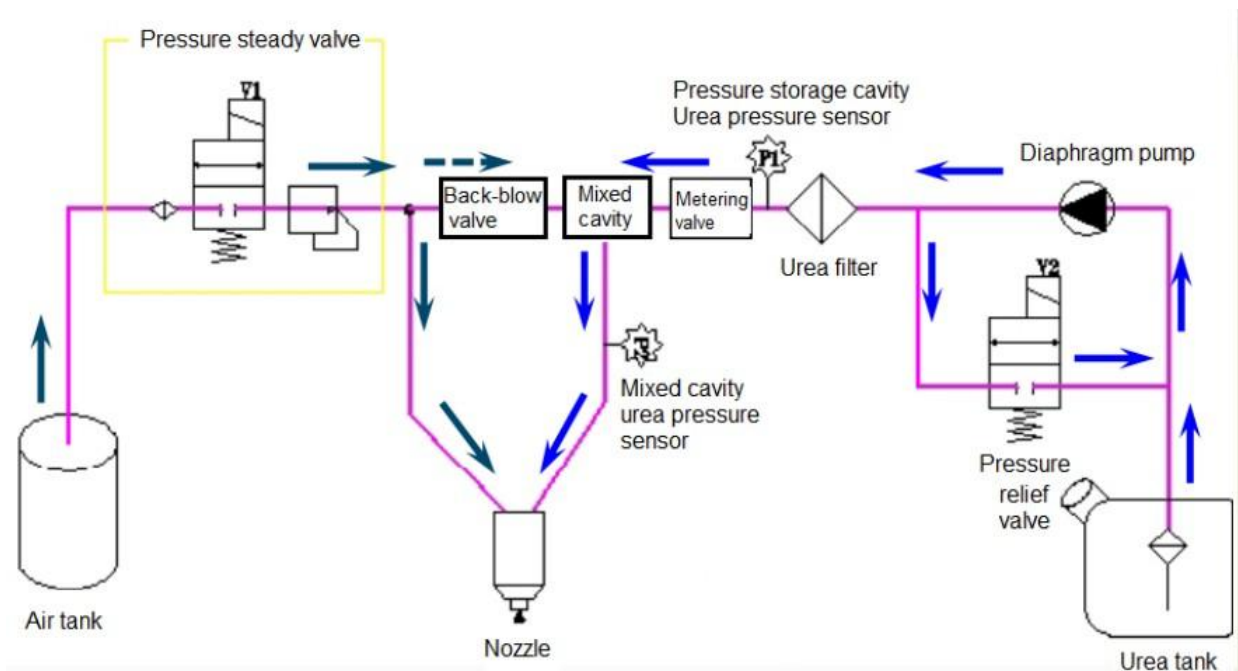 Pressure steady valve
V1
Pressure storage cavity
Urea pressure sensor
P1
Diaphragm pump
Back-blow
valve
Mixed
cavity
Metering
valve
Urea filter
V2
P2
Mixed cavity
urea pressure
sensor
Pressure
relief
valve
Air tank
Nozzle
Urea tank